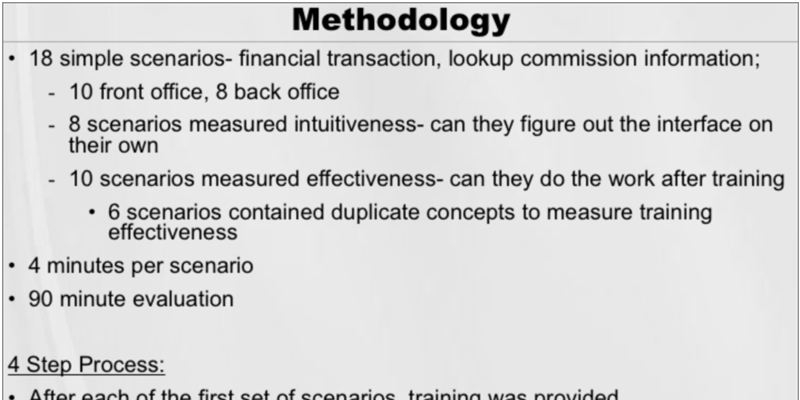 Methodology
• 18 simple scenarios- financial transaction, lookup commission information;
- 10 front office, 8 back office
- 8 scenarios measured intuitiveness- can they figure out the interface on
their own
- 10 scenarios measured effectiveness- can they do the work after training
• 6 scenarios contained duplicate concepts to measure training
effectiveness
• 4 minutes per scenario
• 90 minute evaluation
4 Step Process:
• After each of the first set of scenarios, training was provided